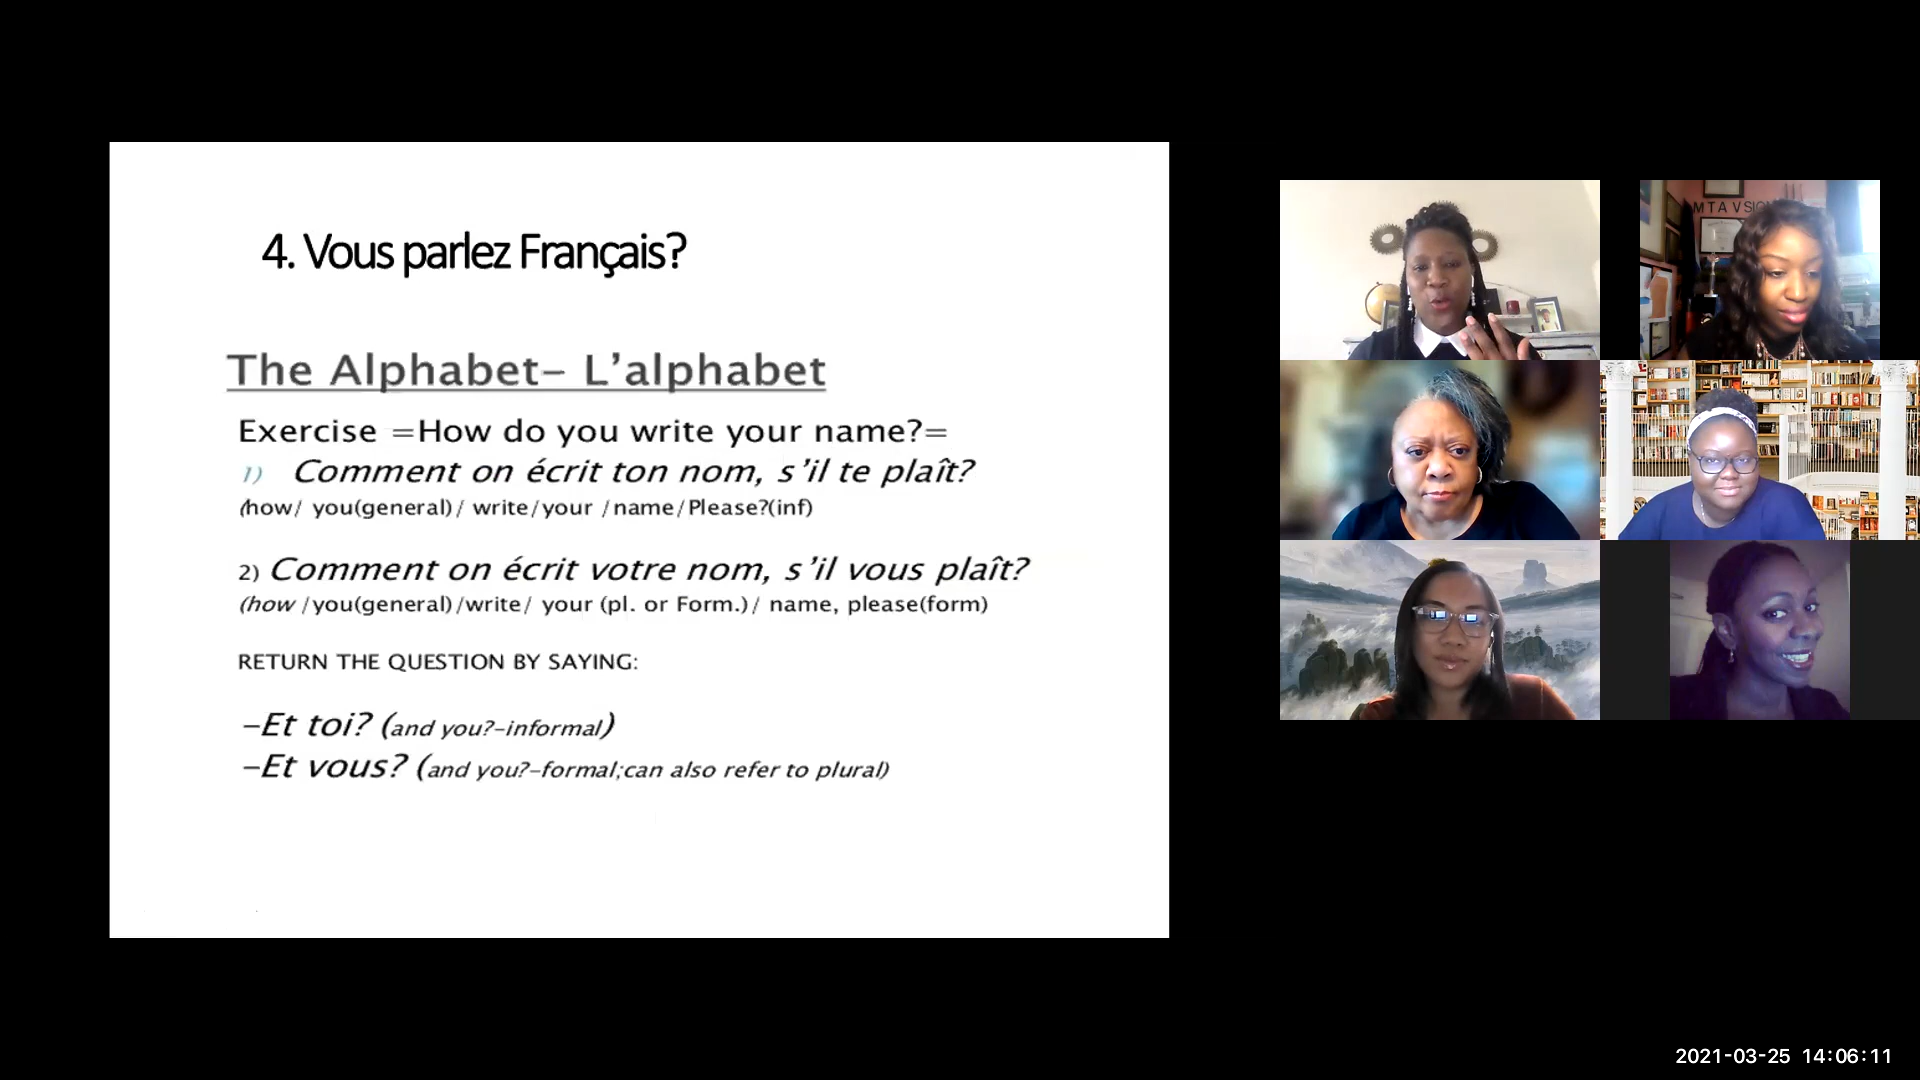 4. Vous parlez Français?
The Alphabet– L’alphabet
Exercise =How do you write your name?=
1) Comment on écrit ton nom, s’il te plaît?
(how/ you(general)/ write/your /name/Please?(inf)
2) Comment on écrit votre nom, s’il vous plaît?
(how /you(general)/write/ your (pl. or Form.)/ name, please(form)
RETURN THE QUESTION BY SAYING:
–Et toi? (and you?–informal)
–Et vous? (and you?–formal;can also refer to plural)
M T A V SION
2021-03-25 14:06:11